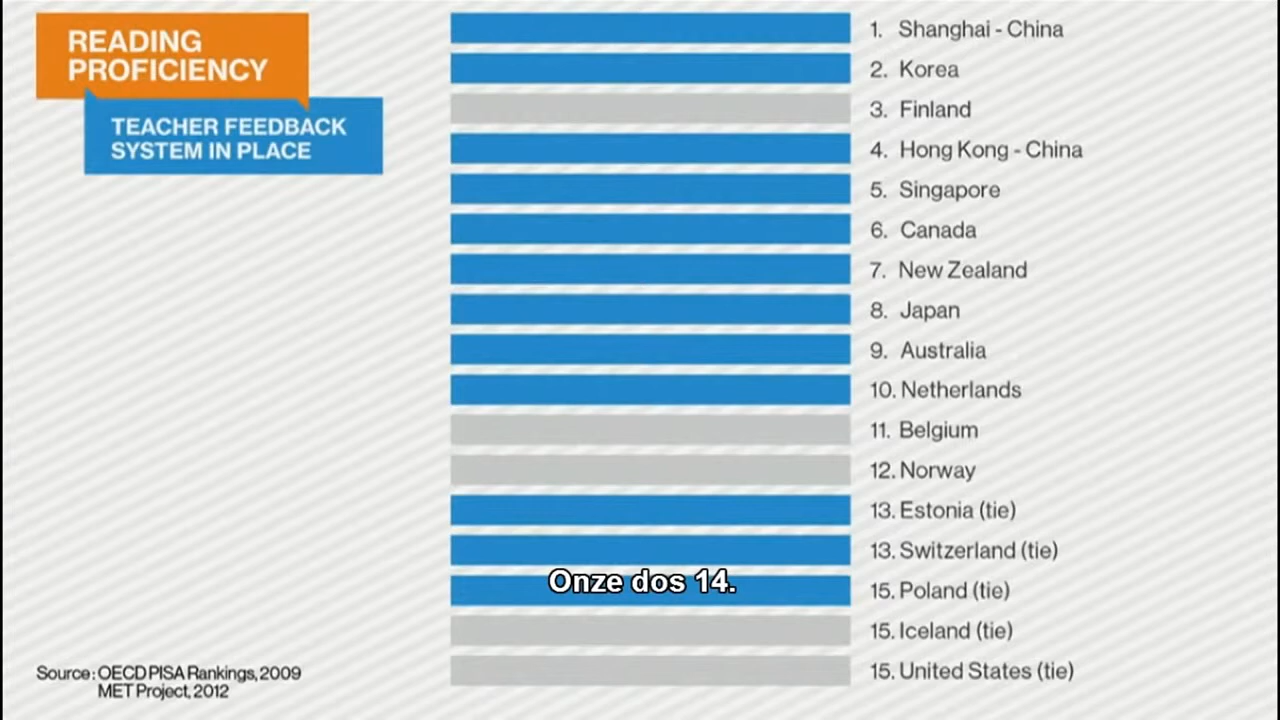 READING
PROFICIENCY
TEACHER FEEDBACK
SYSTEM IN PLACE
1. Shanghai - China
2. Korea
3. Finland
4. Hong Kong - China
5. Singapore
6. Canada
7. New Zealand
8. Japan
9. Australia
10. Netherlands
11. Belgium
12. Norway
13. Estonia (tie)
13. Switzerland (tie)
15. Poland (tie)
15. Iceland (tie)
15. United States (tie)
Onze dos 14.
Source: OECD PISA Rankings, 2009
MET Project, 2012